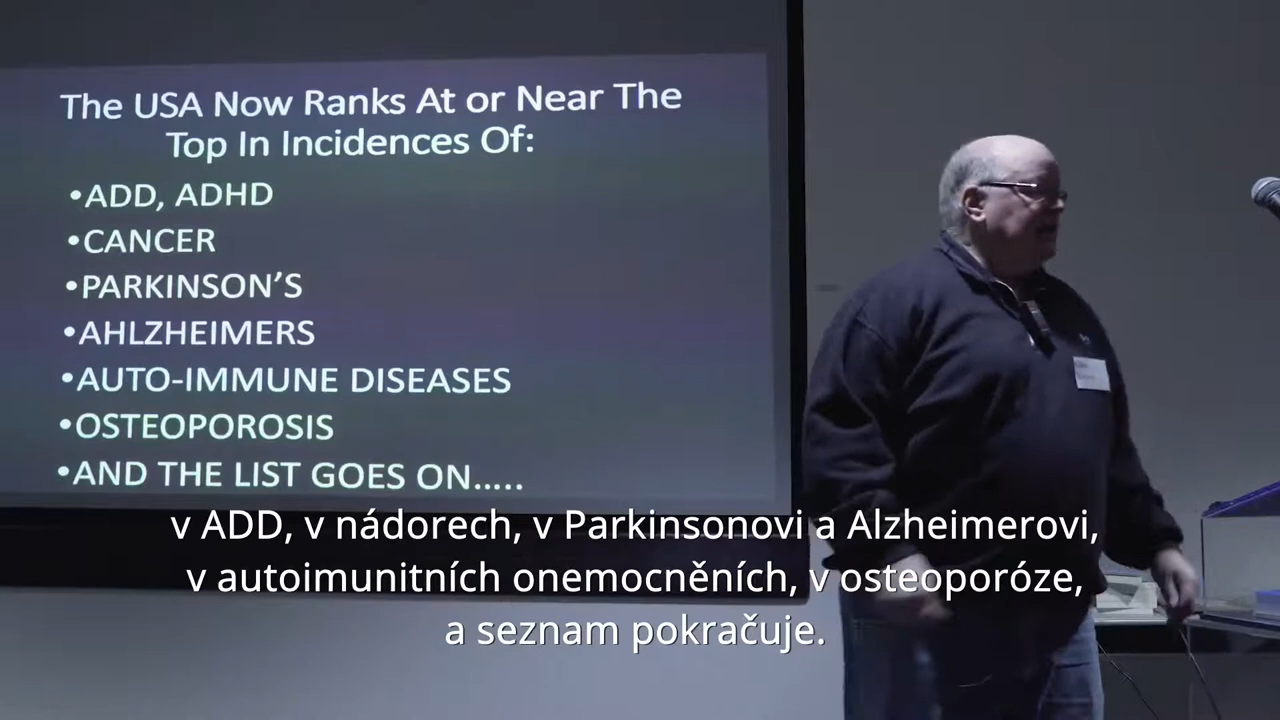 The USA Now Ranks At or Near The
Top In Incidences Of:
•ADD, ADHD
•CANCER
•PARKINSON'S
•AHLZHEIMERS
•AUTO-IMMUNE DISEASES
•OSTEOPOROSIS
•AND THE LIST GOES ON.....
v ADD, v nádorech, v Parkinsonovi a Alzheimerovi,
v autoimunitních onemocněních, v osteoporóze,
a seznam pokračuje.